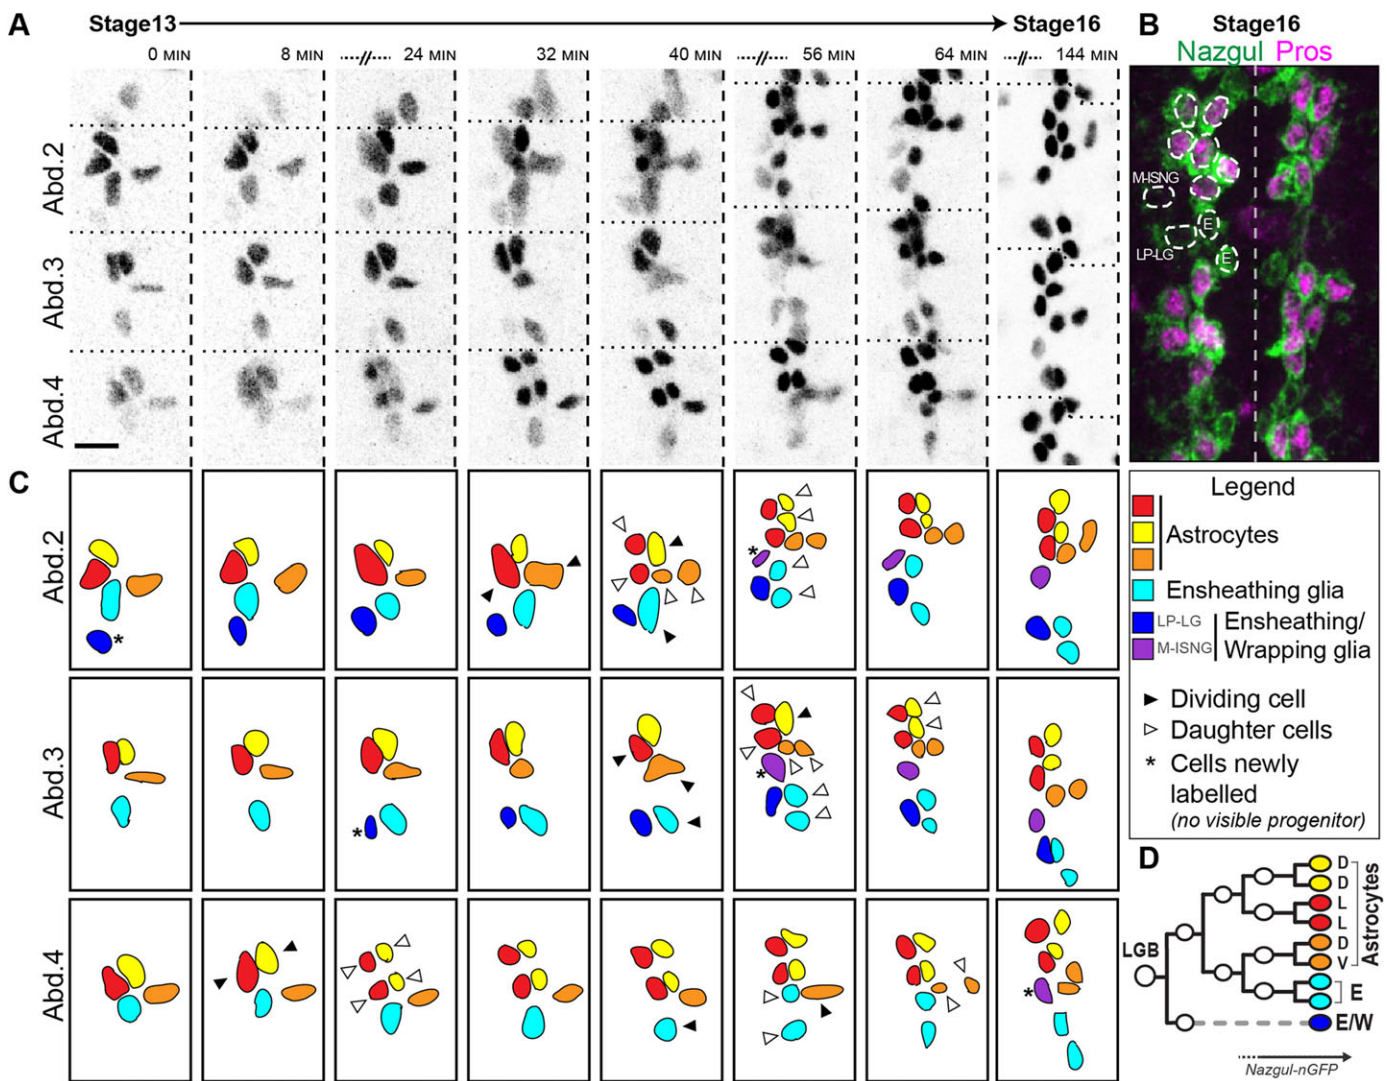 A
Stage13
Stage16
0 MIN
8 MIN
24 MIN
32 MIN
40 MIN
56 MIN
64 MIN
144 MIN
Abd.2
Abd.3
Abd.4
B
Stage16
Nazgul Pros
M-ISNG
E
LP-LG
E
C
Abd.2
*
*
Abd.3
*
*
Abd.4
*
Legend
Astrocytes
Ensheathing glia
LP-LG
M-ISNG
Ensheathing/
Wrapping glia
Dividing cell
Daughter cells
* Cells newly
labelled
(no visible progenitor)
D
LGB
D
D
L
L
D
V
Astrocytes
E
E/W
Nazgul-nGFP